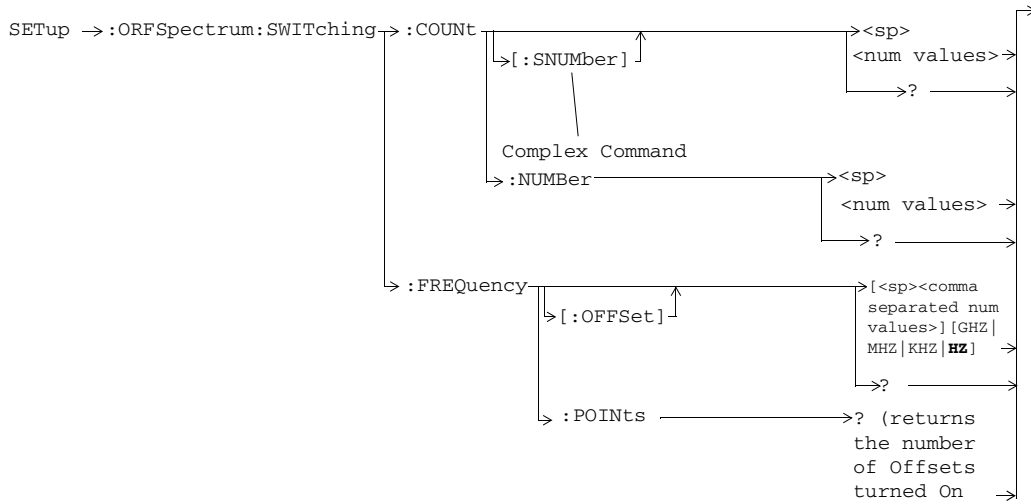 SETup :ORFSpectrum:SWITching :COUNt <sp>
[:SNUMber] <num values>
?
Complex Command
:NUMBer <sp>
<num values>
?
:FREQuency [<sp><comma
[:OFFSet] separated num
values>][GHZ|
MHZ|KHZ|HZ]
?
:POINts ? (returns
the number
of Offsets
turned On